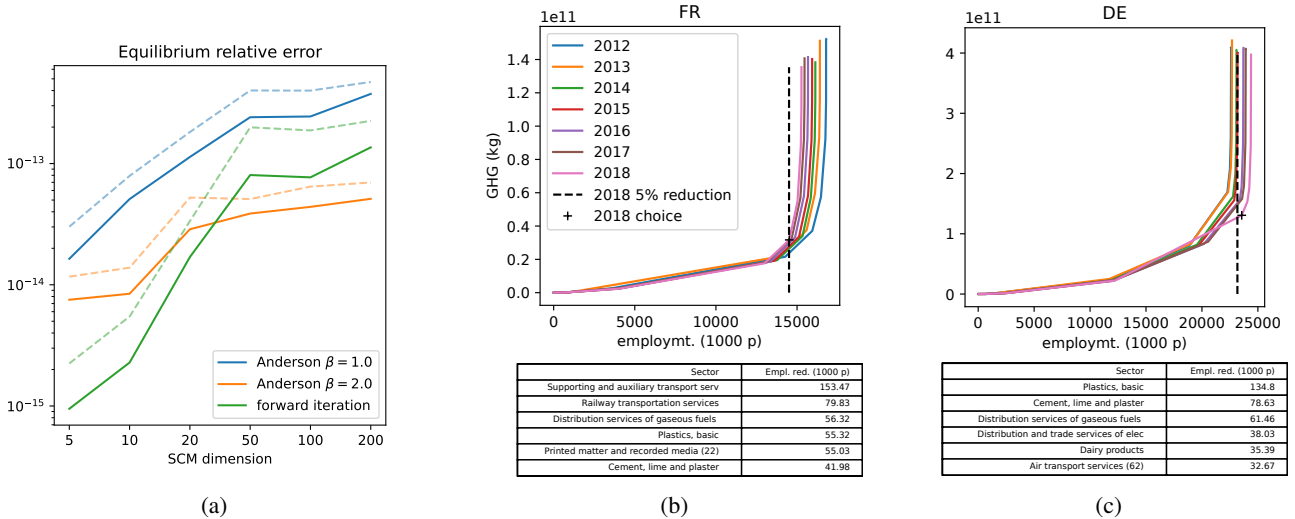 Equilibrium relative error
10⁻¹³
10⁻¹⁴
10⁻¹⁵
Anderson β = 1.0
Anderson β = 2.0
forward iteration
5 10 20 50 100 200
SCM dimension
(a)
FR
1e11
GHG (kg)
1.4
1.2
1.0
0.8
0.6
0.4
0.2
0.0
2012
2013
2014
2015
2016
2017
2018
2018 5% reduction
2018 choice
0 5000 10000 15000
employmt. (1000 p)
Sector Empl. red. (1000 p)
Supporting and auxiliary transport serv 153.47
Railway transportation services 79.83
Distribution services of gaseous fuels 56.32
Plastics, basic 55.32
Printed matter and recorded media (22) 55.03
Cement, lime and plaster 41.98
(b)
DE
1e11
4
3
2
1
0
0 5000 10000 15000 20000 25000
employmt. (1000 p)
Sector Empl. red. (1000 p)
Plastics, basic 134.8
Cement, lime and plaster 78.63
Distribution services of gaseous fuels 61.46
Distribution and trade services of elec 38.03
Dairy products 35.39
Air transport services (62) 32.67
(c)